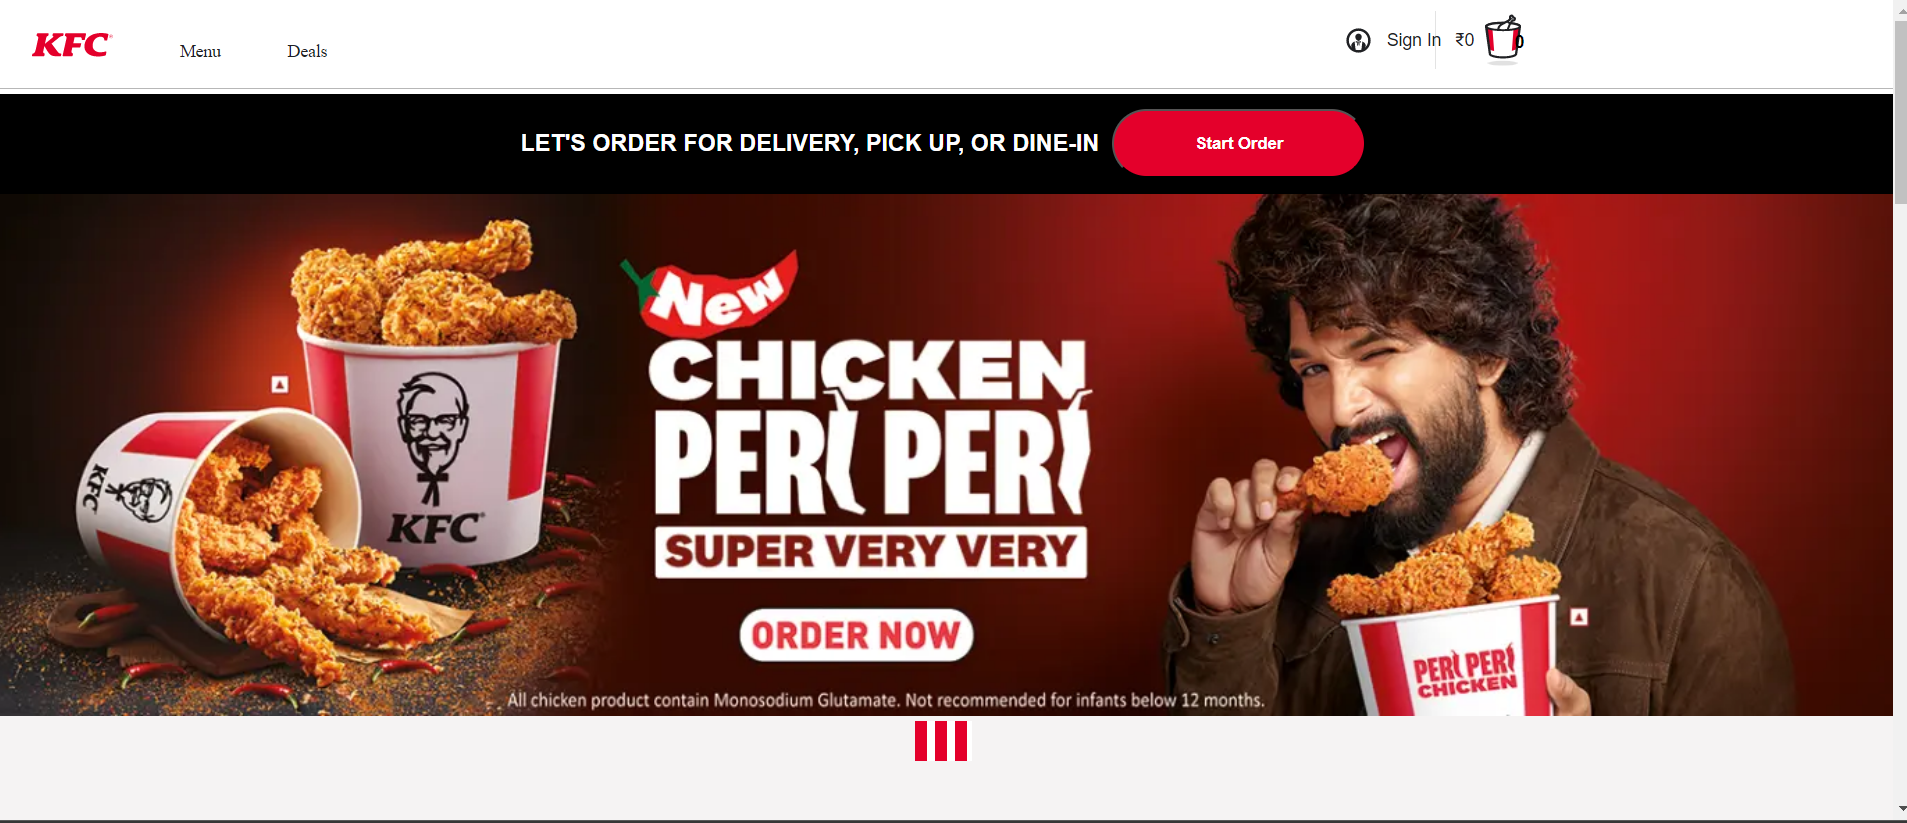 KFC
Menu
Deals
Sign In
₹0
LET'S ORDER FOR DELIVERY, PICK UP, OR DINE-IN
Start Order
New
CHICKEN
PERI PERI
SUPER VERY VERY
ORDER NOW
KFC
KFC
PERI PERI
CHICKEN
All chicken product contain Monosodium Glutamate. Not recommended for infants below 12 months.